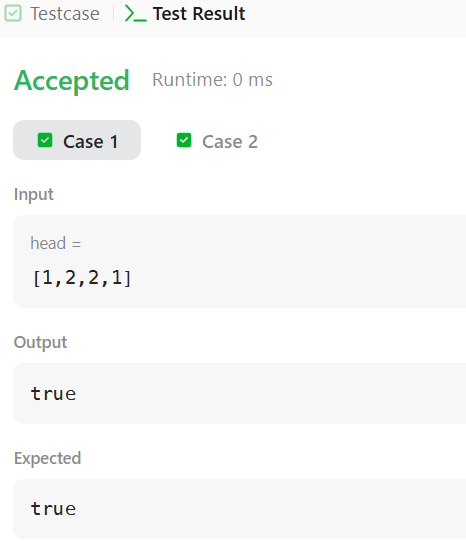 Testcase Test Result
Accepted Runtime: 0 ms
Case 1 Case 2
Input
head =
[1,2,2,1]
Output
true
Expected
true